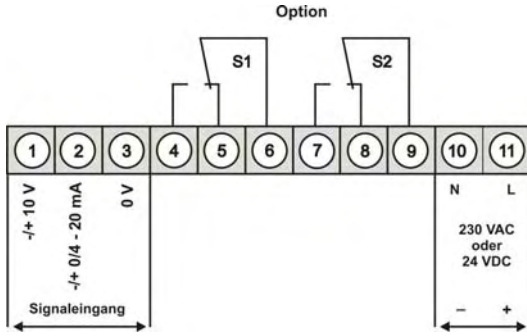 Option
S1
S2
1 2 3 4 5 6 7 8 9 10 11
-/+ 10 V
-/+ 0/4 - 20 mA
0 V
N L
230 VAC
oder
24 VDC
Signaleingang
– +